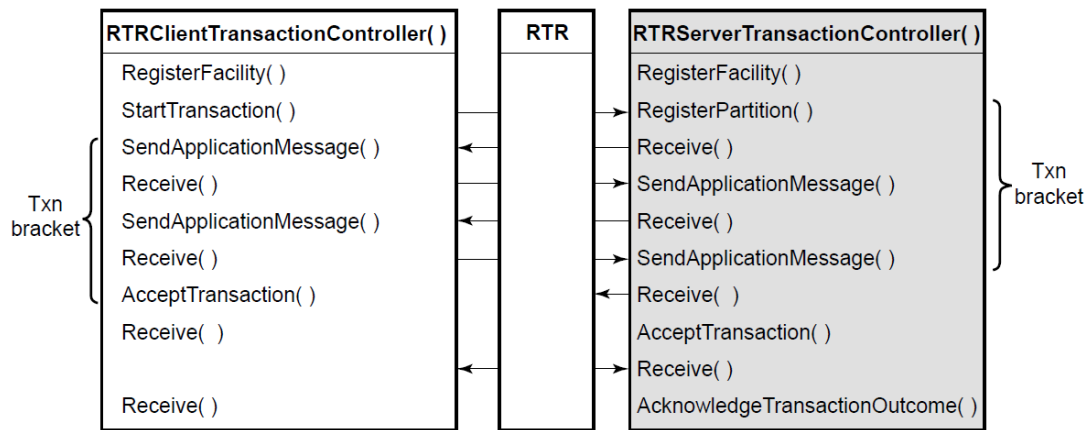 RTRClientTransactionController( )
RTR
RTRServerTransactionController( )
RegisterFacility( )
RegisterFacility( )
StartTransaction( )
RegisterPartition( )
SendApplicationMessage( )
Receive( )
Receive( )
SendApplicationMessage( )
Txn
bracket
Txn
bracket
SendApplicationMessage( )
Receive( )
Receive( )
SendApplicationMessage( )
AcceptTransaction( )
Receive( )
Receive( )
AcceptTransaction( )
Receive( )
Receive( )
AcknowledgeTransactionOutcome( )